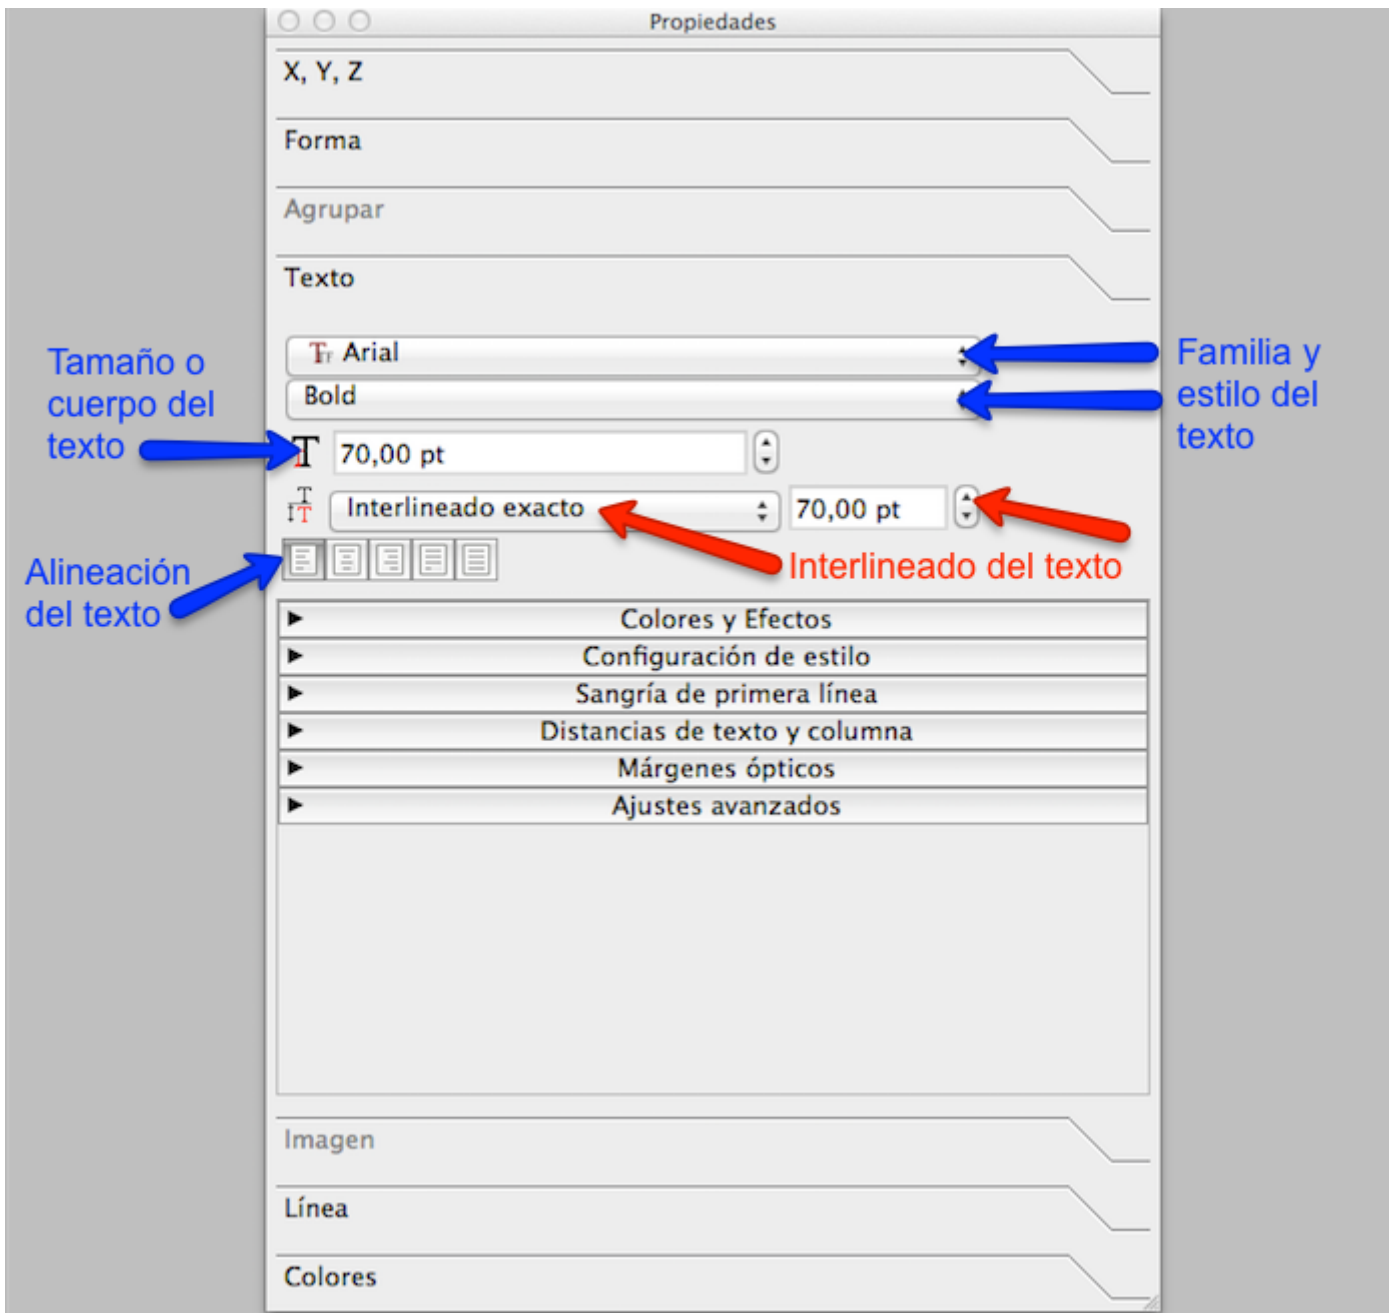 Propiedades
X, Y, Z
Forma
Agrupar
Texto
Tamaño o
cuerpo del
texto
Arial
Bold
Familia y
estilo del
texto
70,00 pt
Interlineado exacto
70,00 pt
Interlineado del texto
Alineación
del texto
Colores y Efectos
Configuración de estilo
Sangría de primera línea
Distancias de texto y columna
Márgenes ópticos
Ajustes avanzados
Imagen
Línea
Colores